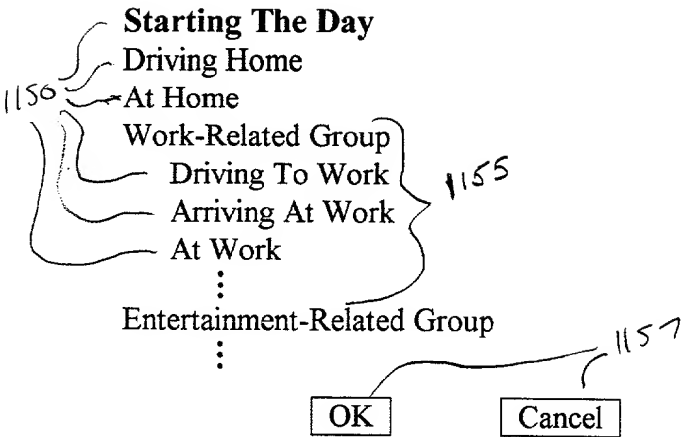 Starting The Day
Driving Home
1150
At Home
Work-Related Group
Driving To Work
1155
Arriving At Work
At Work
Entertainment-Related Group
1157
OK Cancel